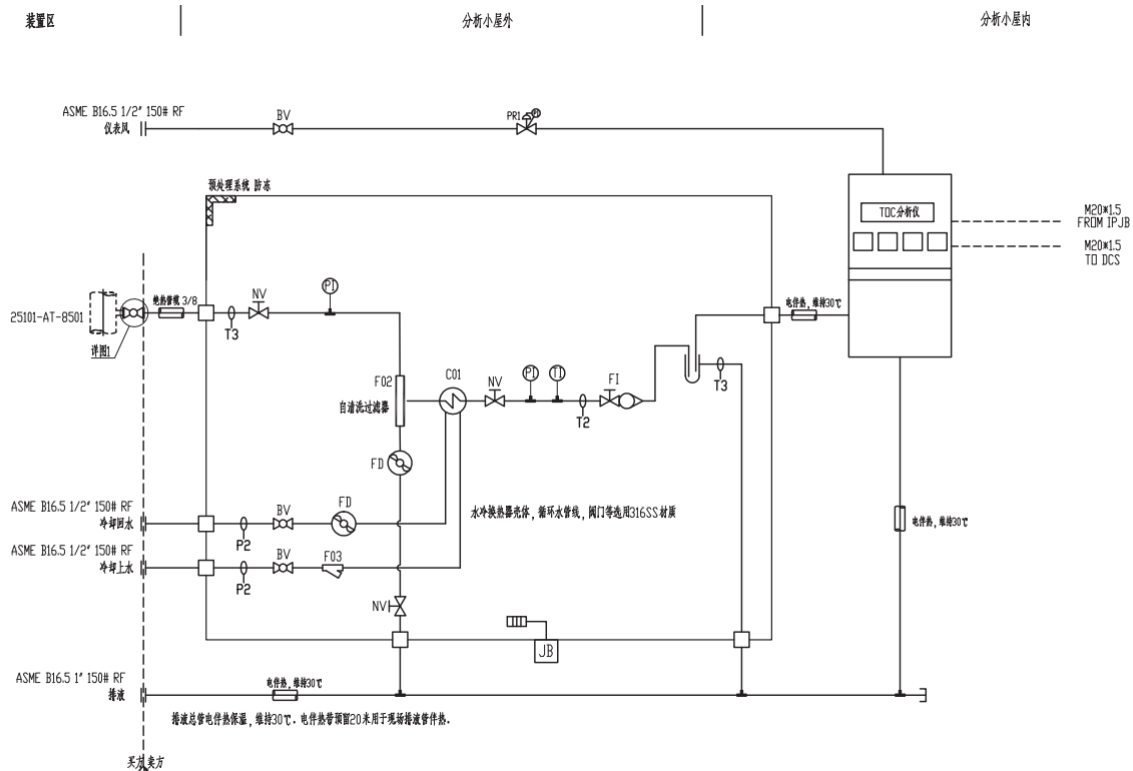 装置区
分析小屋外
分析小屋内
ASME B16.5 1/2" 150# RF
仪表风
BV
PR1
PI
预处理系统 防冻
TOC分析仪
M20*1.5
FROM IPJB
M20*1.5
TO DCS
25101-AT-8501
绝热管缆 3/8
详图1
T3
NV
PI
电伴热,维持30℃
F02
自清洗过滤器
C01
NV
PI
TI
T2
FI
T3
FD
ASME B16.5 1/2" 150# RF
冷却回水
P2
BV
FD
水冷换热器壳体,循环水管线,阀门等选用316SS材质
电伴热,维持30℃
ASME B16.5 1/2" 150# RF
冷却上水
P2
BV
F03
NV
JB
ASME B16.5 1" 150# RF
排液
电伴热,维持30℃
排液总管电伴热保温,维持30℃.电伴热带预留20米用于现场排液管伴热.
买方 卖方